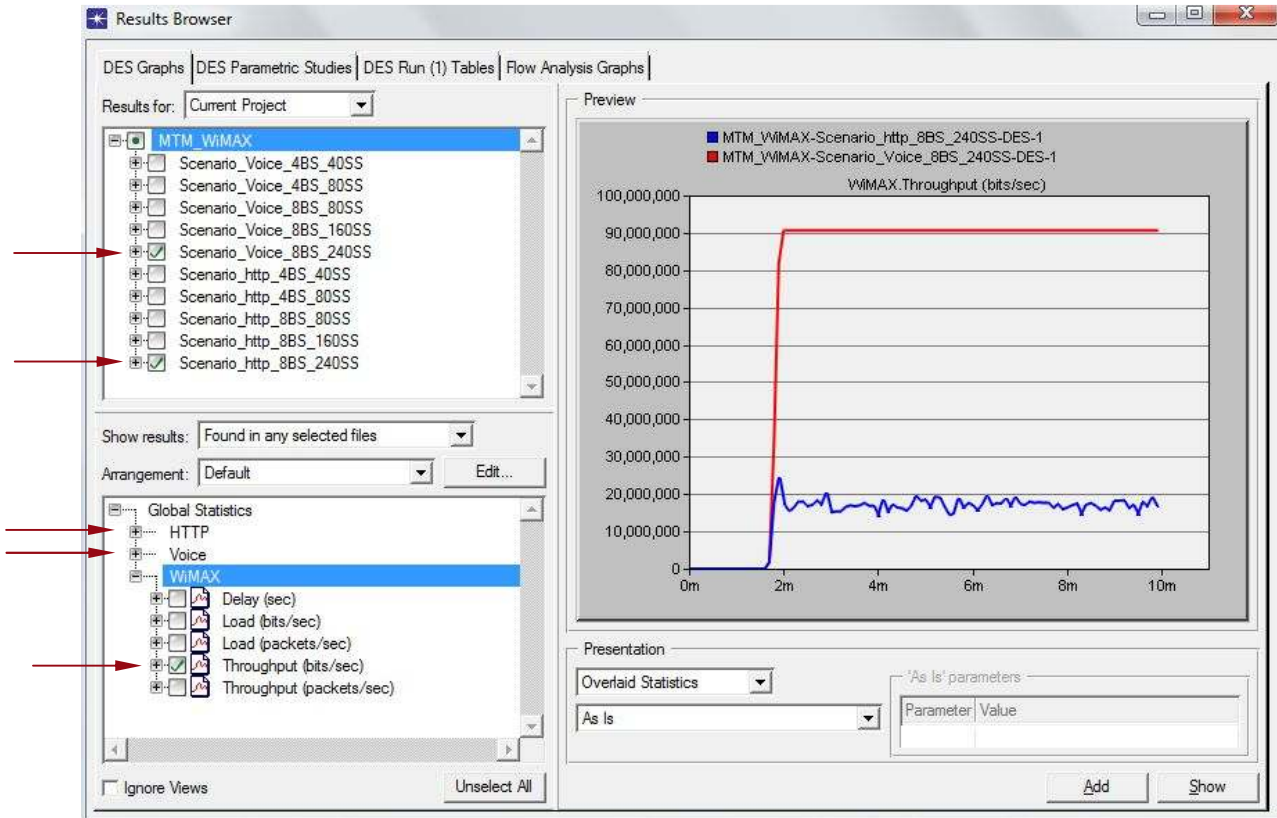 Results Browser
DES Graphs DES Parametric Studies DES Run (1) Tables Flow Analysis Graphs
Results for: Current Project
MTM_WiMAX
Scenario_Voice_4BS_40SS
Scenario_Voice_4BS_80SS
Scenario_Voice_8BS_80SS
Scenario_Voice_8BS_160SS
Scenario_Voice_8BS_240SS
Scenario_http_4BS_40SS
Scenario_http_4BS_80SS
Scenario_http_8BS_80SS
Scenario_http_8BS_160SS
Scenario_http_8BS_240SS
Show results: Found in any selected files
Arrangement: Default Edit...
Global Statistics
HTTP
Voice
WiMAX
Delay (sec)
Load (bits/sec)
Load (packets/sec)
Throughput (bits/sec)
Throughput (packets/sec)
Ignore Views Unselect All
Preview
MTM_WiMAX-Scenario_http_8BS_240SS-DES-1
MTM_WiMAX-Scenario_Voice_8BS_240SS-DES-1
WiMAX.Throughput (bits/sec)
100,000,000
90,000,000
80,000,000
70,000,000
60,000,000
50,000,000
40,000,000
30,000,000
20,000,000
10,000,000
0
0m 2m 4m 6m 8m 10m
Presentation
Overlaid Statistics
As Is
'As Is' parameters
Parameter Value
Add Show